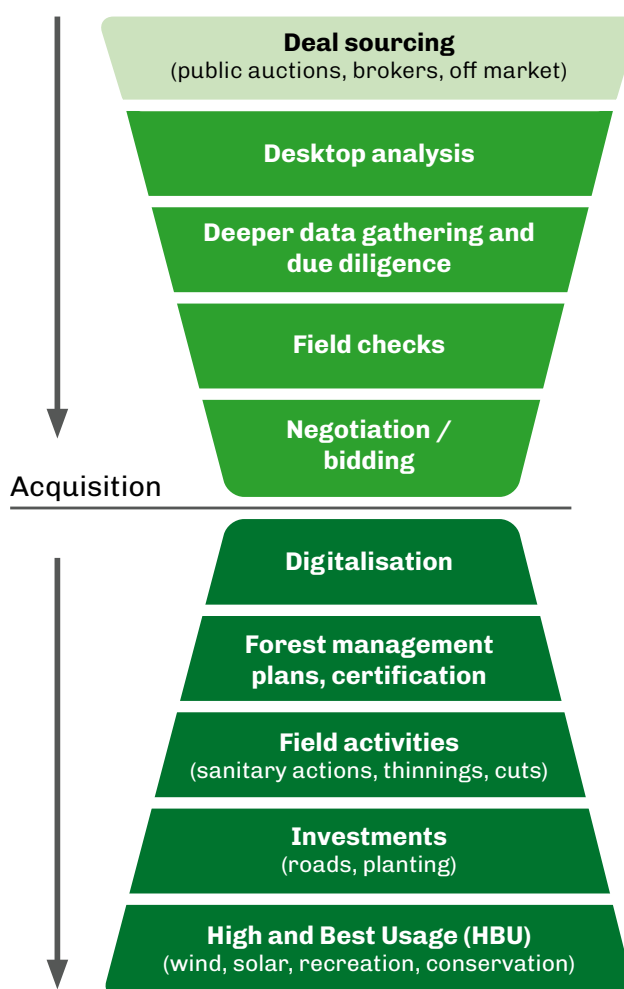 Deal sourcing
(public auctions, brokers, off market)
Desktop analysis
Deeper data gathering and
due diligence
Field checks
Negotiation /
bidding
Acquisition
Digitalisation
Forest management
plans, certification
Field activities
(sanitary actions, thinnings, cuts)
Investments
(roads, planting)
High and Best Usage (HBU)
(wind, solar, recreation, conservation)